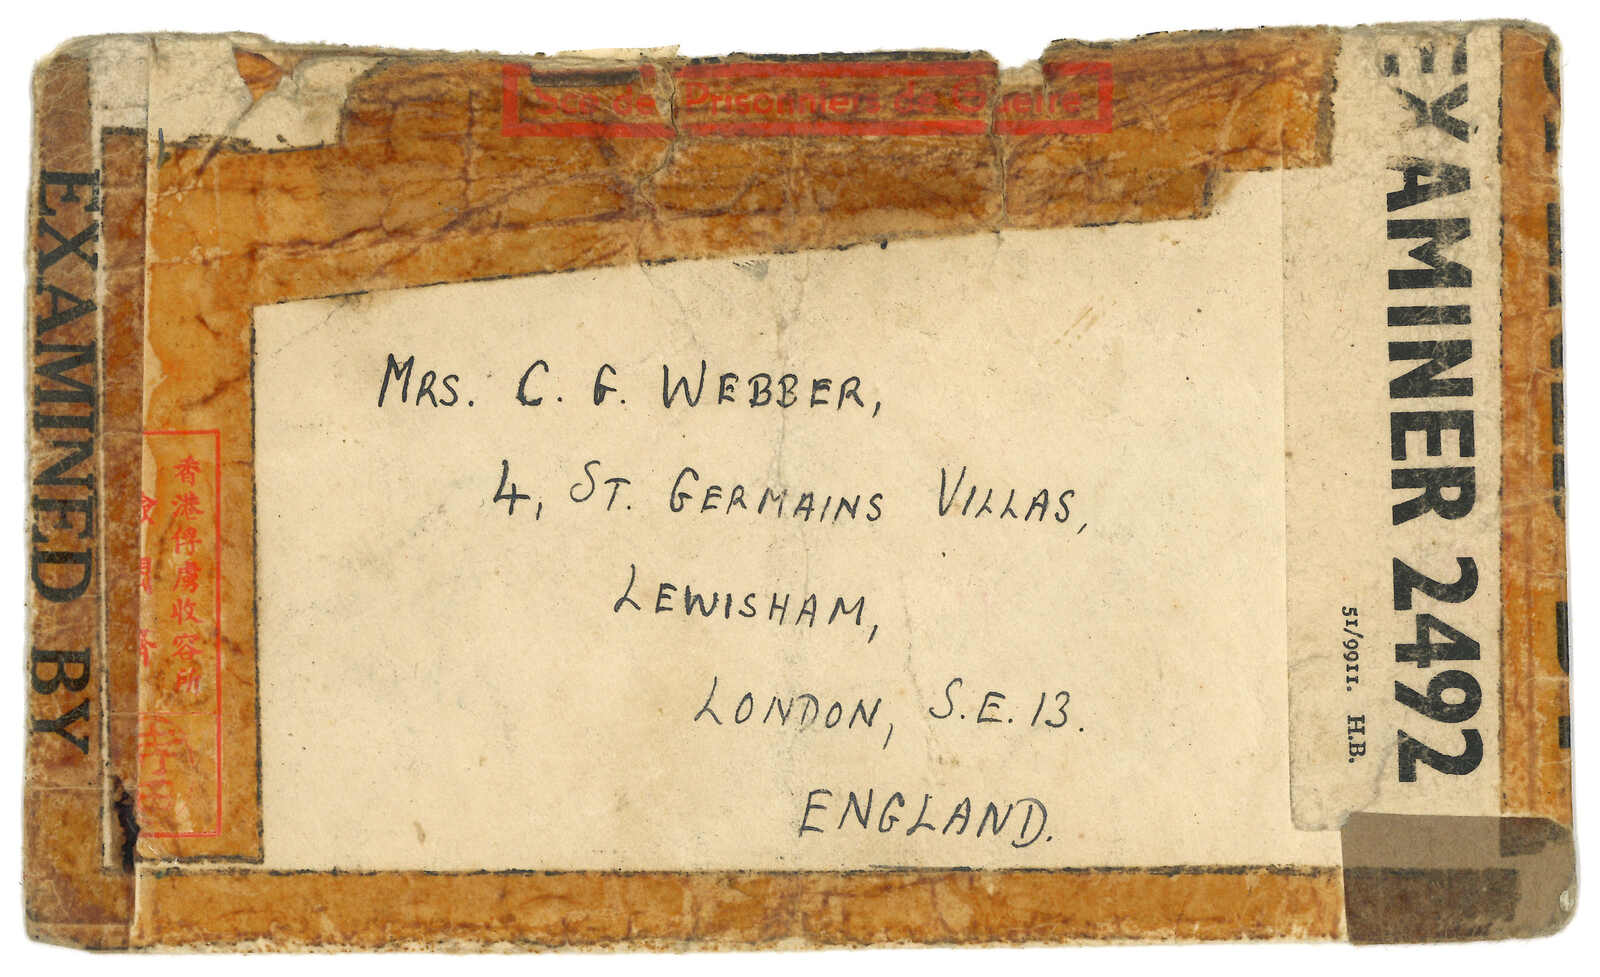 Sce des Prisonniers de Guerre
EXAMINED BY
EXAMINER 2492
51/9911. H.B.
香港俘虜收容所
MRS. C. G. WEBBER,
4, ST. GERMAINS VILLAS,
LEWISHAM,
LONDON, S.E. 13.
ENGLAND.